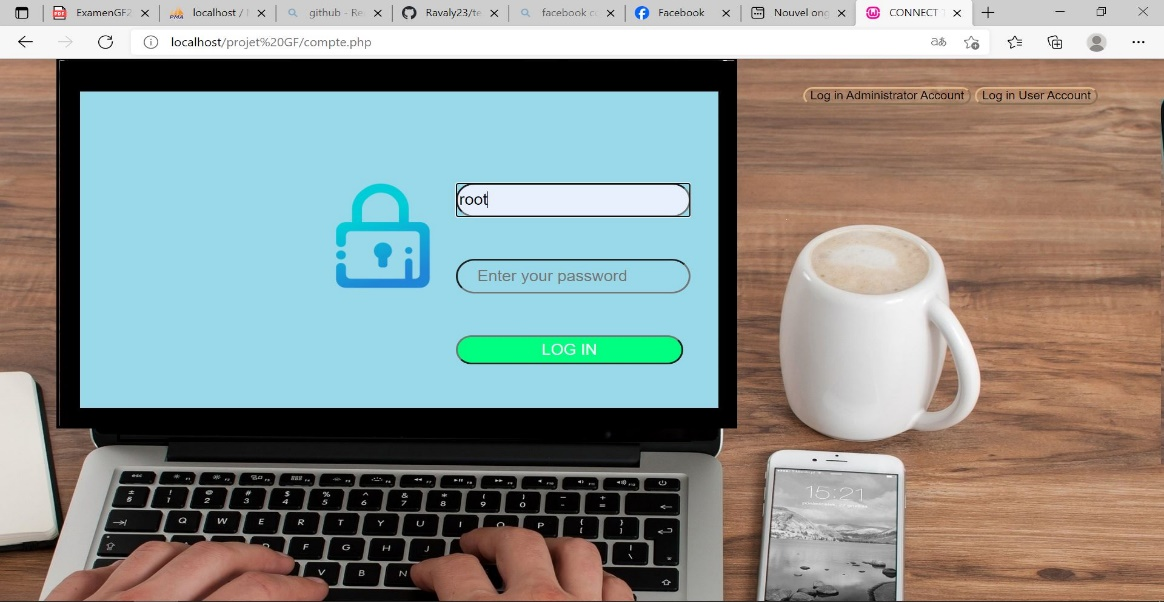 ExamenGF2
localhost / 
github - Re
Ravaly23/te
facebook c
Facebook
Nouvel ong
CONNECT
localhost/projet%20GF/compte.php
Log in Administrator Account Log in User Account
root
Enter your password
LOG IN
15:21
Q W E R T Y U I O P
F G H J
V B N